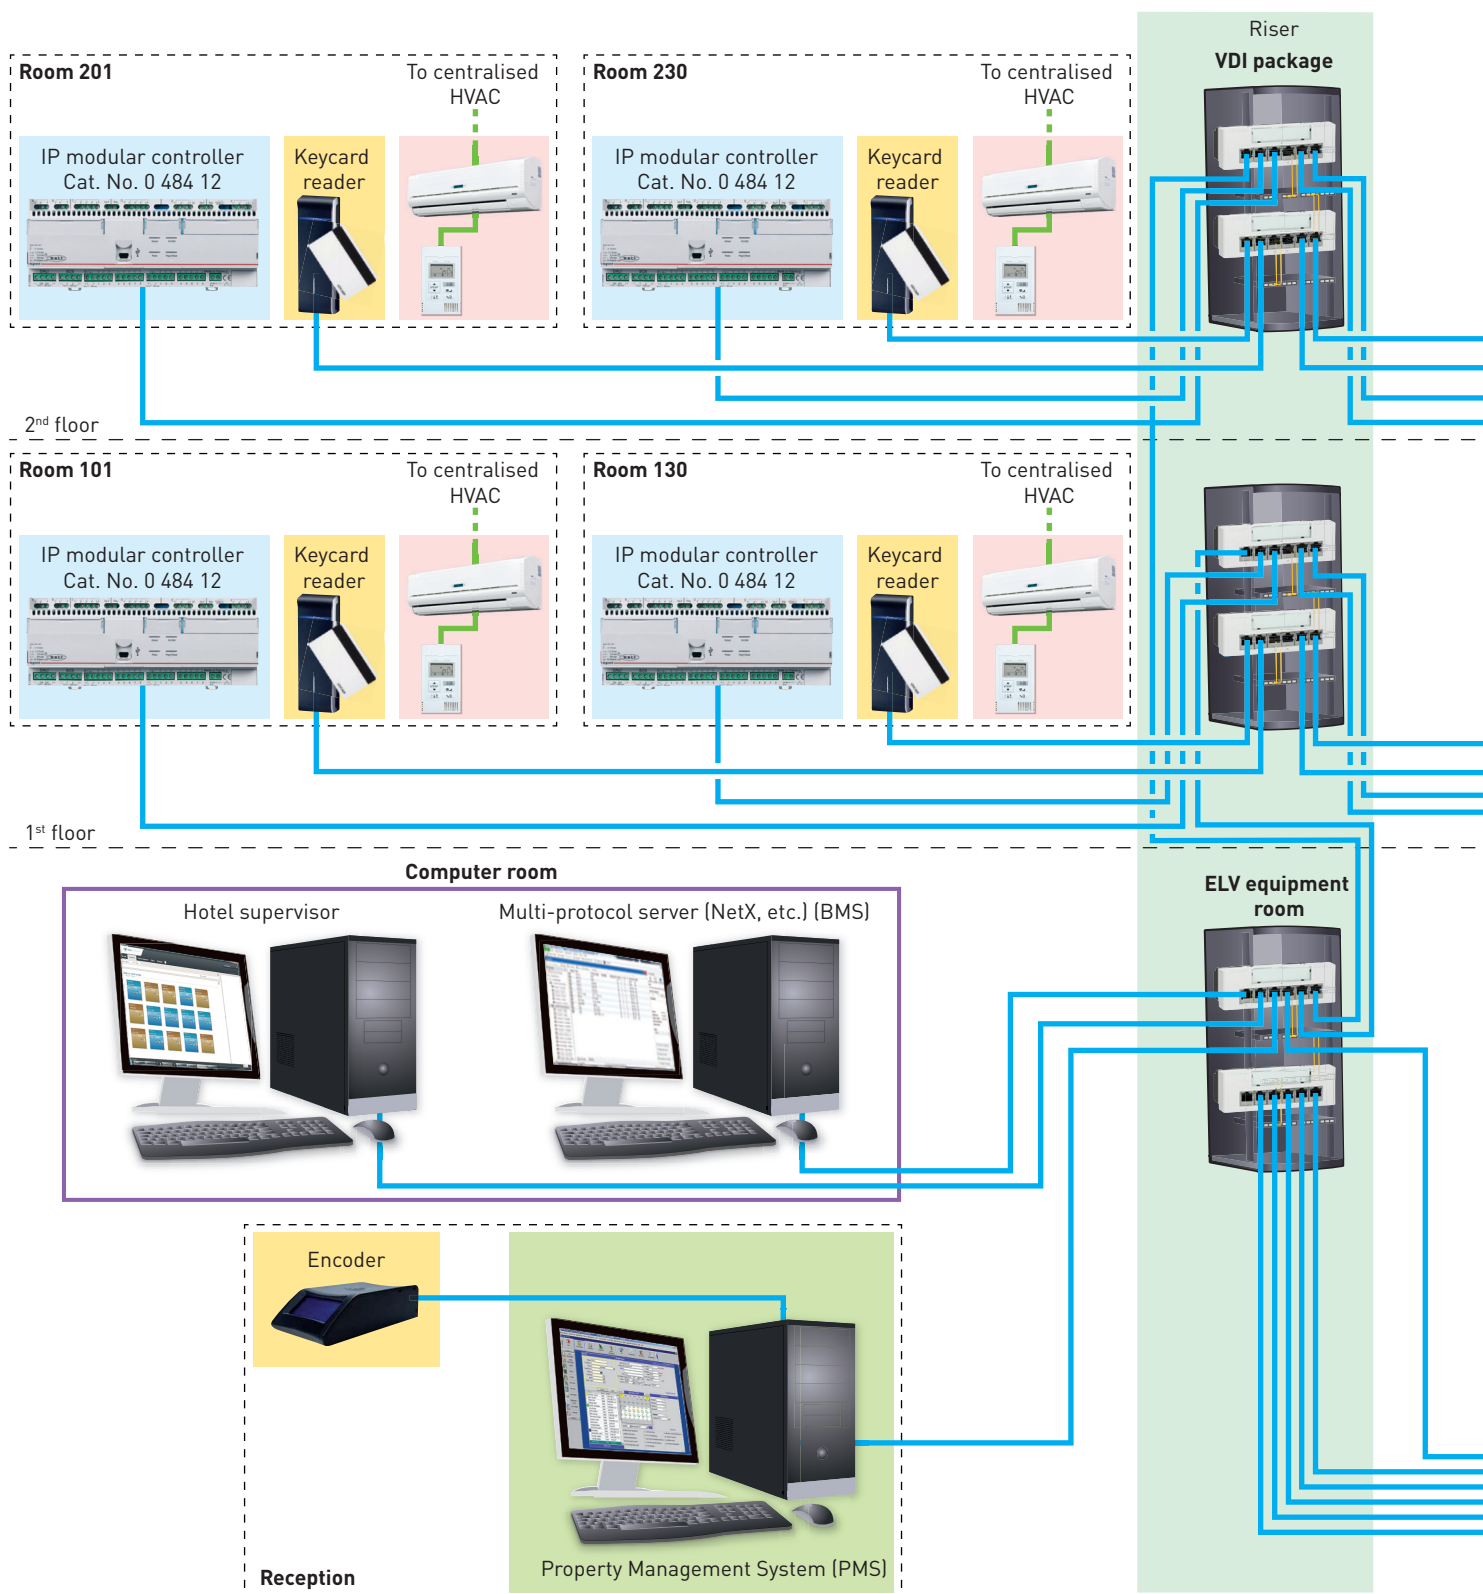 Riser
VDI package
Room 201
To centralised
HVAC
IP modular controller
Cat. No. 0 484 12
Keycard
reader
Room 230
To centralised
HVAC
IP modular controller
Cat. No. 0 484 12
Keycard
reader
2nd floor
Room 101
To centralised
HVAC
IP modular controller
Cat. No. 0 484 12
Keycard
reader
Room 130
To centralised
HVAC
IP modular controller
Cat. No. 0 484 12
Keycard
reader
1st floor
Computer room
Hotel supervisor
Multi-protocol server (NetX, etc.) (BMS)
ELV equipment
room
Encoder
Property Management System (PMS)
Reception